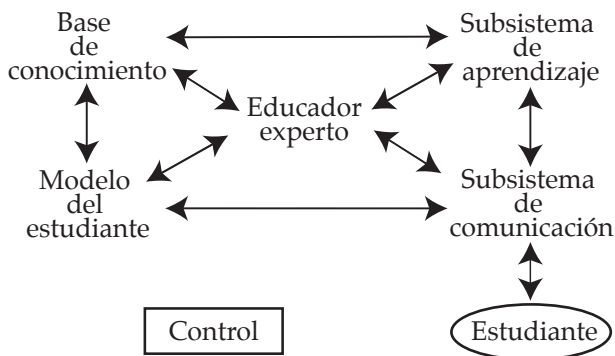 Base
de
conocimiento
Subsistema
de
aprendizaje
Educador
experto
Modelo
del
estudiante
Subsistema
de
comunicación
Control
Estudiante